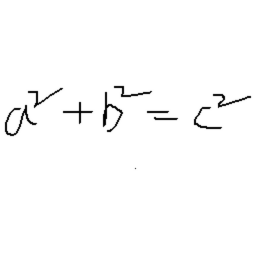 a² + b² = c²